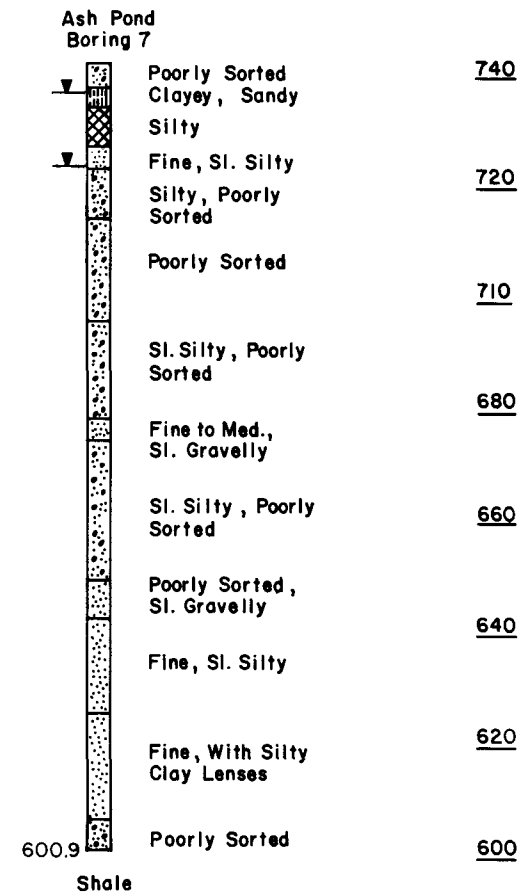 Ash Pond
Boring 7
Poorly Sorted
740
Clayey, Sandy
Silty
Fine, Sl. Silty
720
Silty, Poorly
Sorted
Poorly Sorted
710
Sl. Silty, Poorly
Sorted
680
Fine to Med.,
Sl. Gravelly
Sl. Silty, Poorly
Sorted
660
Poorly Sorted,
Sl. Gravelly
640
Fine, Sl. Silty
620
Fine, With Silty
Clay Lenses
Poorly Sorted
600.9
600
Shale